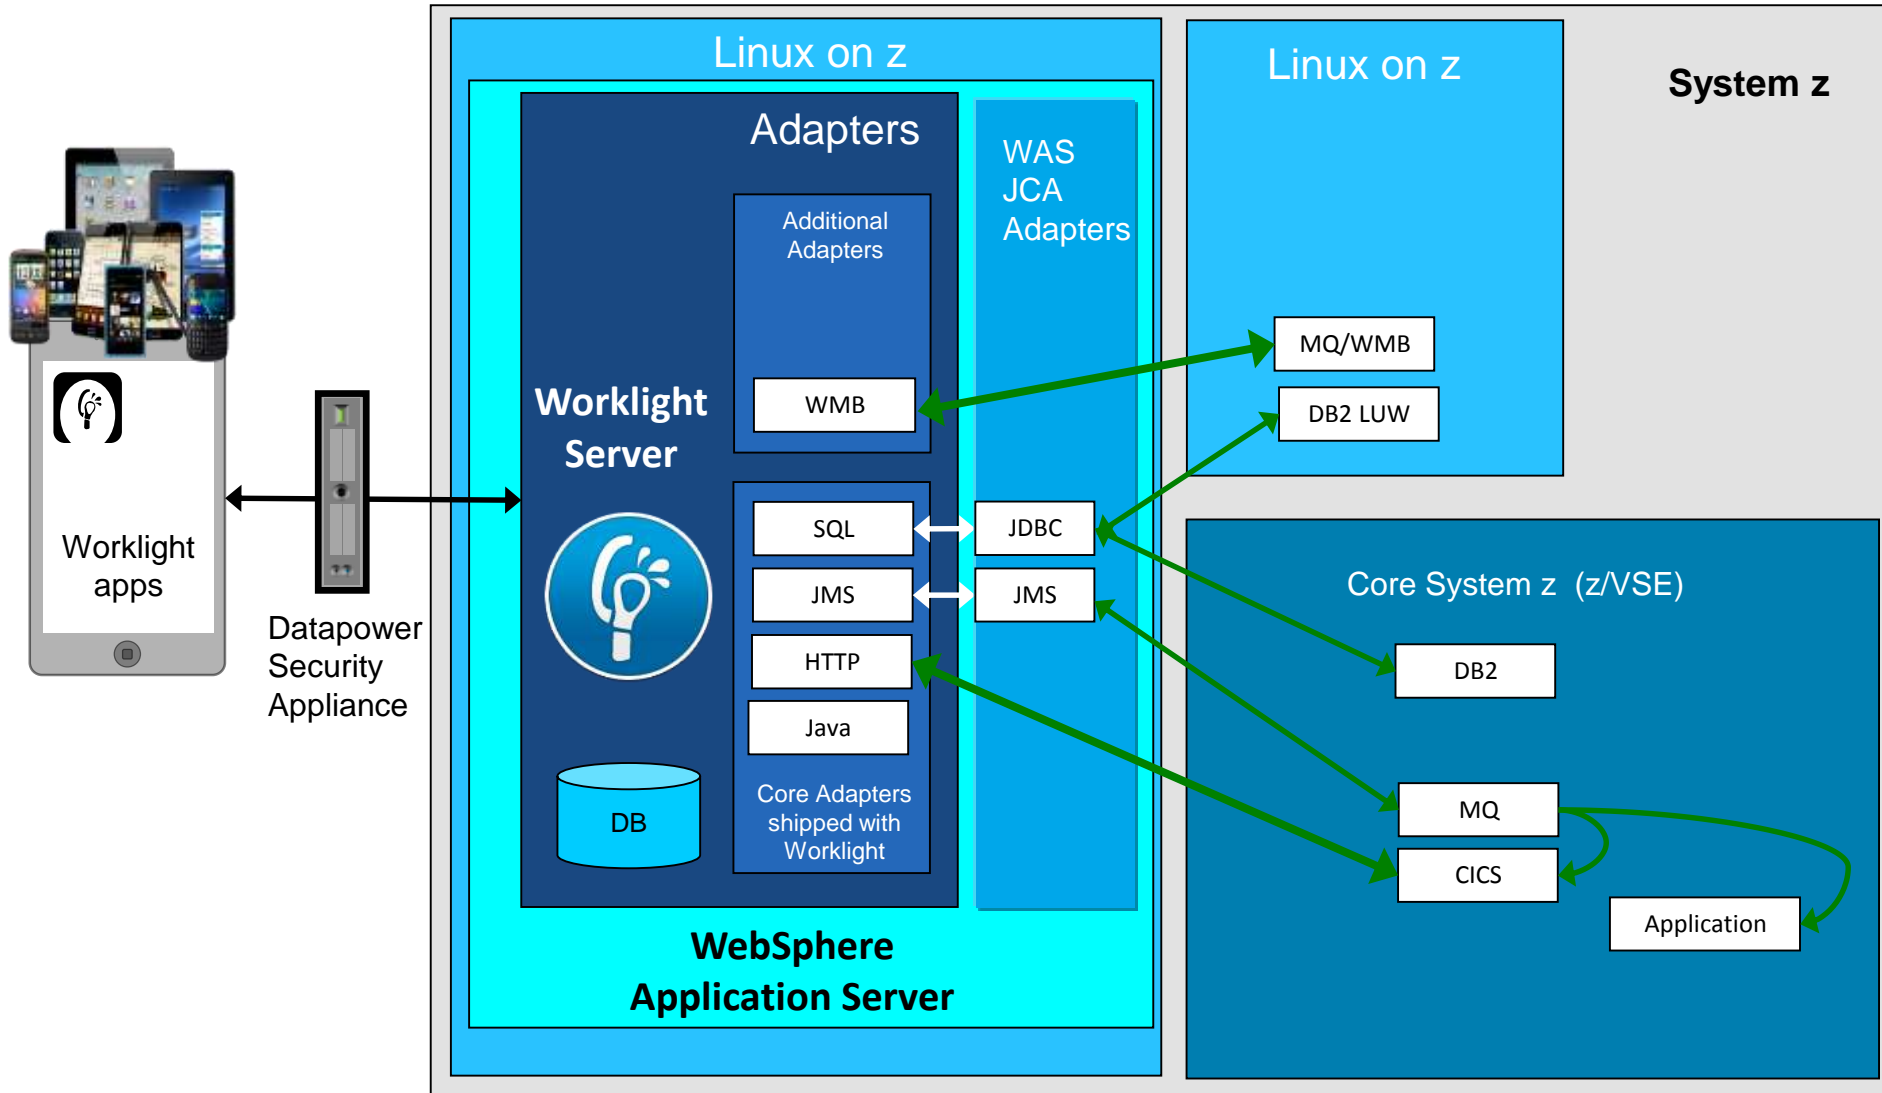 Linux on z
Linux on z
System z
Adapters
WAS
JCA
Adapters
Additional
Adapters
MQ/WMB
WMB
DB2 LUW
Worklight
Server
SQL
JDBC
Worklight
apps
JMS
JMS
Core System z  (z/VSE)
Datapower
Security
Appliance
HTTP
DB2
Java
Core Adapters
shipped with
Worklight
DB
MQ
CICS
Application
WebSphere
Application Server